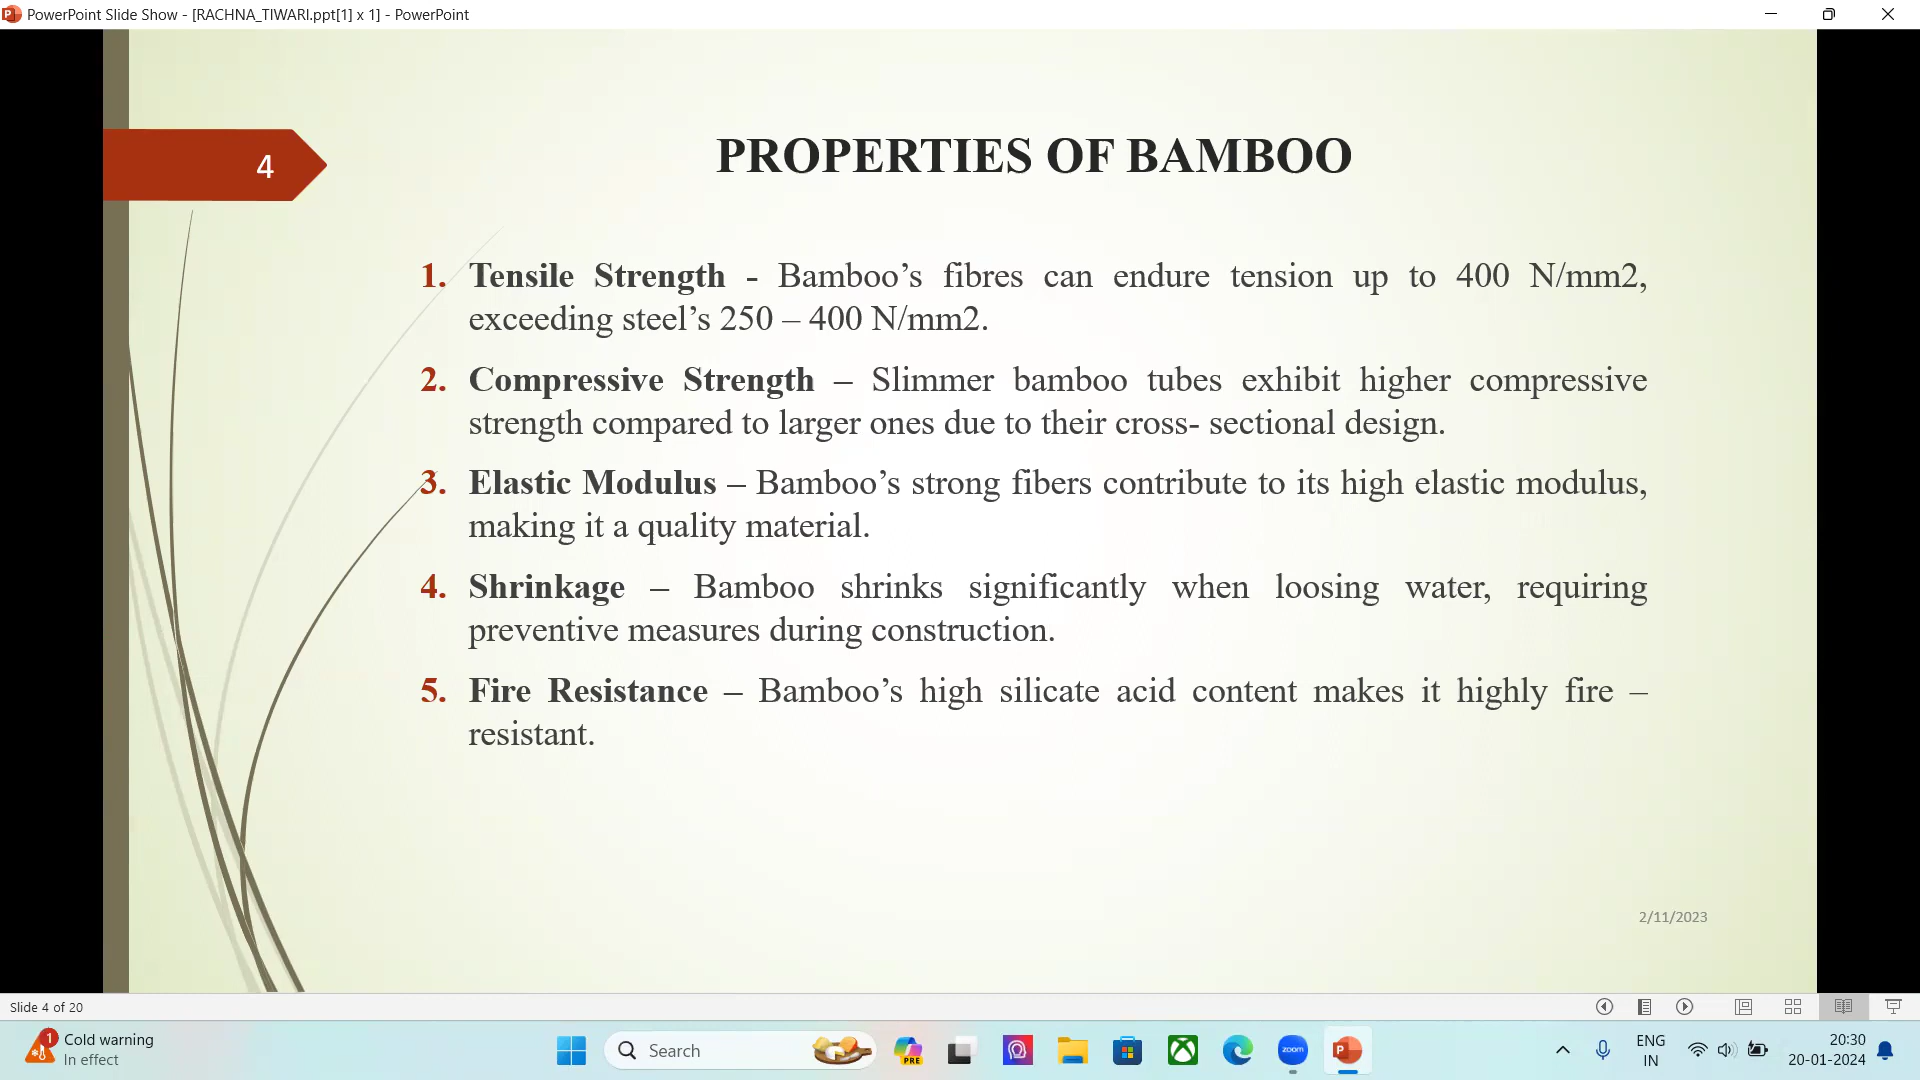 PowerPoint Slide Show - [RACHNA_TIWARI.ppt[1] x 1] - PowerPoint
4
PROPERTIES OF BAMBOO
1. Tensile Strength - Bamboo’s fibres can endure tension up to 400 N/mm2,
exceeding steel’s 250 – 400 N/mm2.
2. Compressive Strength – Slimmer bamboo tubes exhibit higher compressive
strength compared to larger ones due to their cross- sectional design.
3. Elastic Modulus – Bamboo’s strong fibers contribute to its high elastic modulus,
making it a quality material.
4. Shrinkage – Bamboo shrinks significantly when loosing water, requiring
preventive measures during construction.
5. Fire Resistance – Bamboo’s high silicate acid content makes it highly fire –
resistant.
2/11/2023
Slide 4 of 20
1
Cold warning
In effect
Search
PRE
zoom
P
ENG
IN
20:30
20-01-2024